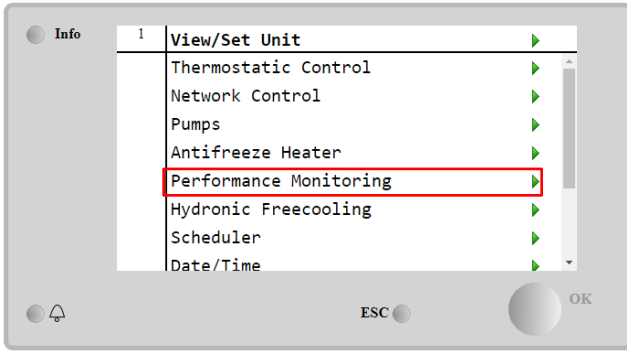 Info
1
View/Set Unit
Thermostatic Control
Network Control
Pumps
Antifreeze Heater
Performance Monitoring
Hydronic Freecooling
Scheduler
Date/Time
ESC
OK